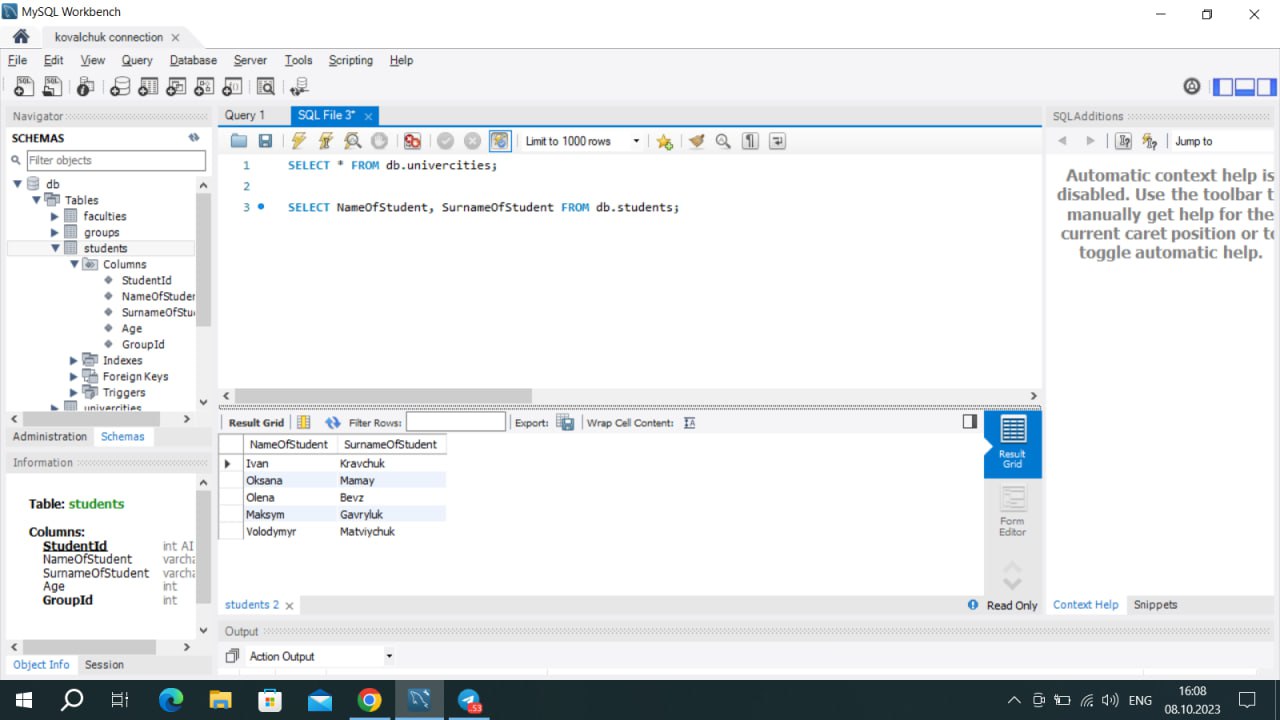 MySQL Workbench
kovalchuk connection
File Edit View Query Database Server Tools Scripting Help
Navigator
SCHEMAS
Filter objects
db
Tables
faculties
groups
students
Columns
StudentId
NameOfStuder
SurnameOfStu
Age
GroupId
Indexes
Foreign Keys
Triggers
univercities
Administration Schemas
Information
Table: students
Columns:
StudentId int AI
NameOfStudent varcha
SurnameOfStudent varcha
Age int
GroupId int
Object Info Session
Query 1 SQL File 3*
Limit to 1000 rows
1 SELECT * FROM db.univercities;
2
3 SELECT NameOfStudent, SurnameOfStudent FROM db.students;
Result Grid Filter Rows: Export: Wrap Cell Content:
NameOfStudent SurnameOfStudent
Ivan Kravchuk
Oksana Mamay
Olena Bevz
Maksym Gavryluk
Volodymyr Matviychuk
Result
Grid
Form
Editor
students 2
Read Only
Output
Action Output
SQLAdditions
Jump to
Automatic context help is
disabled. Use the toolbar t
manually get help for the
current caret position or to
toggle automatic help.
Context Help Snippets
53
ENG
16:08
08.10.2023